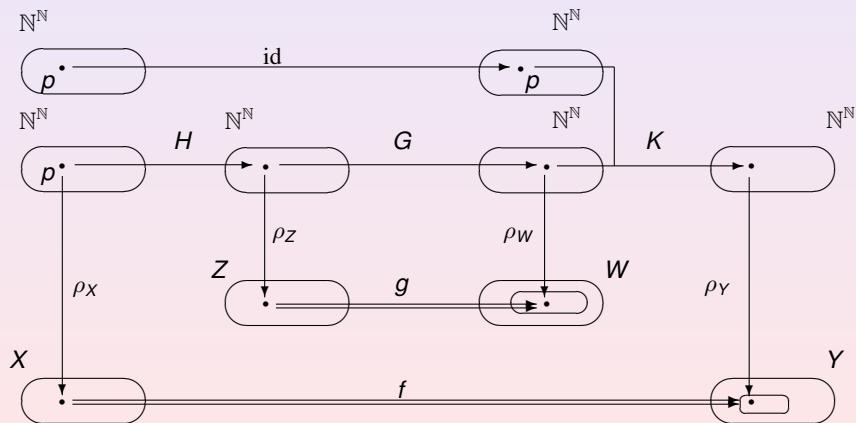 ℕ^ℕ ℕ^ℕ
id
p p
ℕ^ℕ ℕ^ℕ ℕ^ℕ ℕ^ℕ
H G K
p
ρ_Z ρ_W
Z g W
ρ_X ρ_Y
X f Y